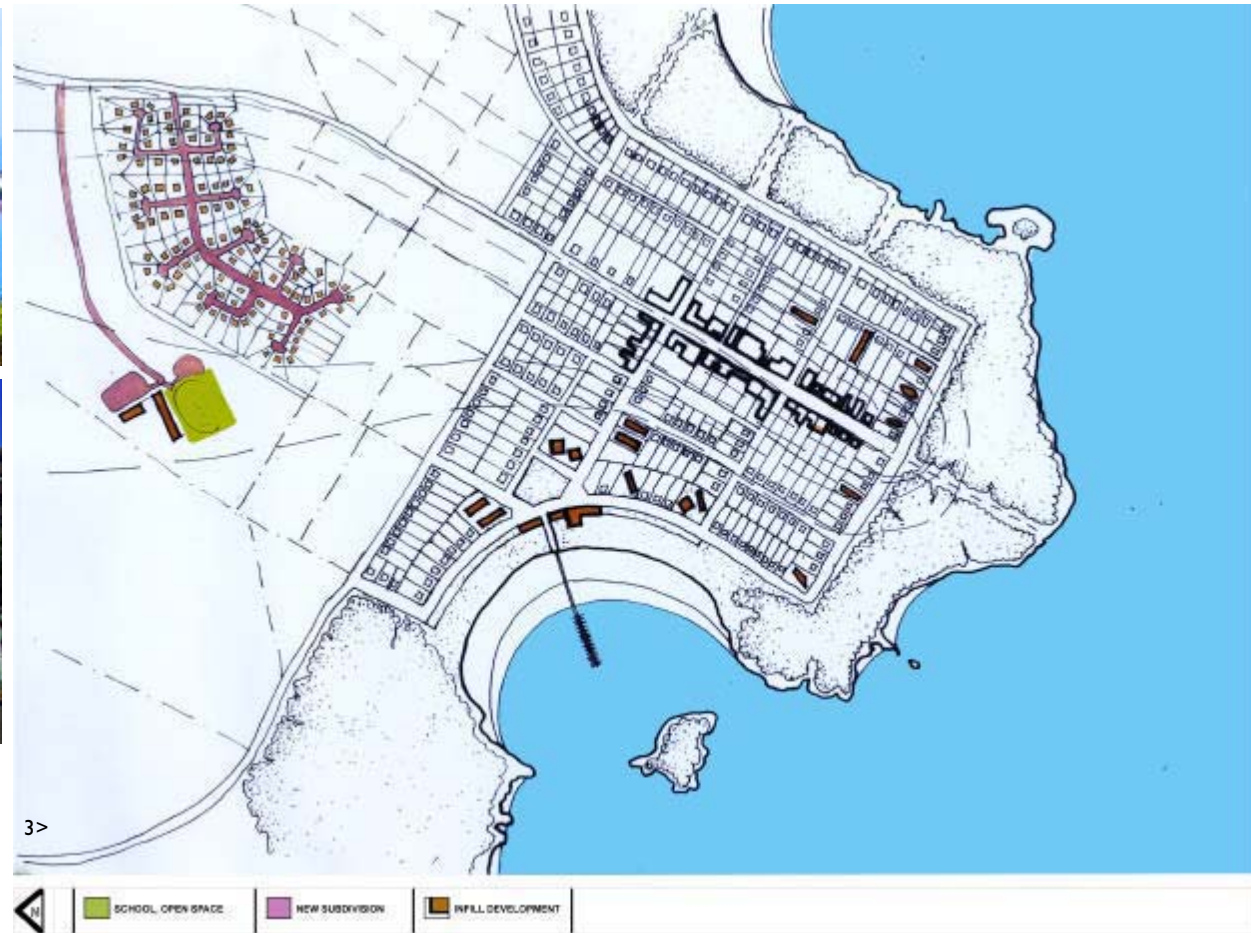 3>
N
SCHOOL, OPEN SPACE
NEW SUBDIVISION
INFILL DEVELOPMENT